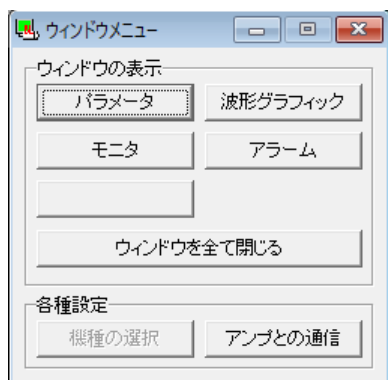 ウィンドウメニュー
ウィンドウの表示
パラメータ
波形グラフィック
モニタ
アラーム
ウィンドウを全て閉じる
各種設定
機種の選択
アンプとの通信